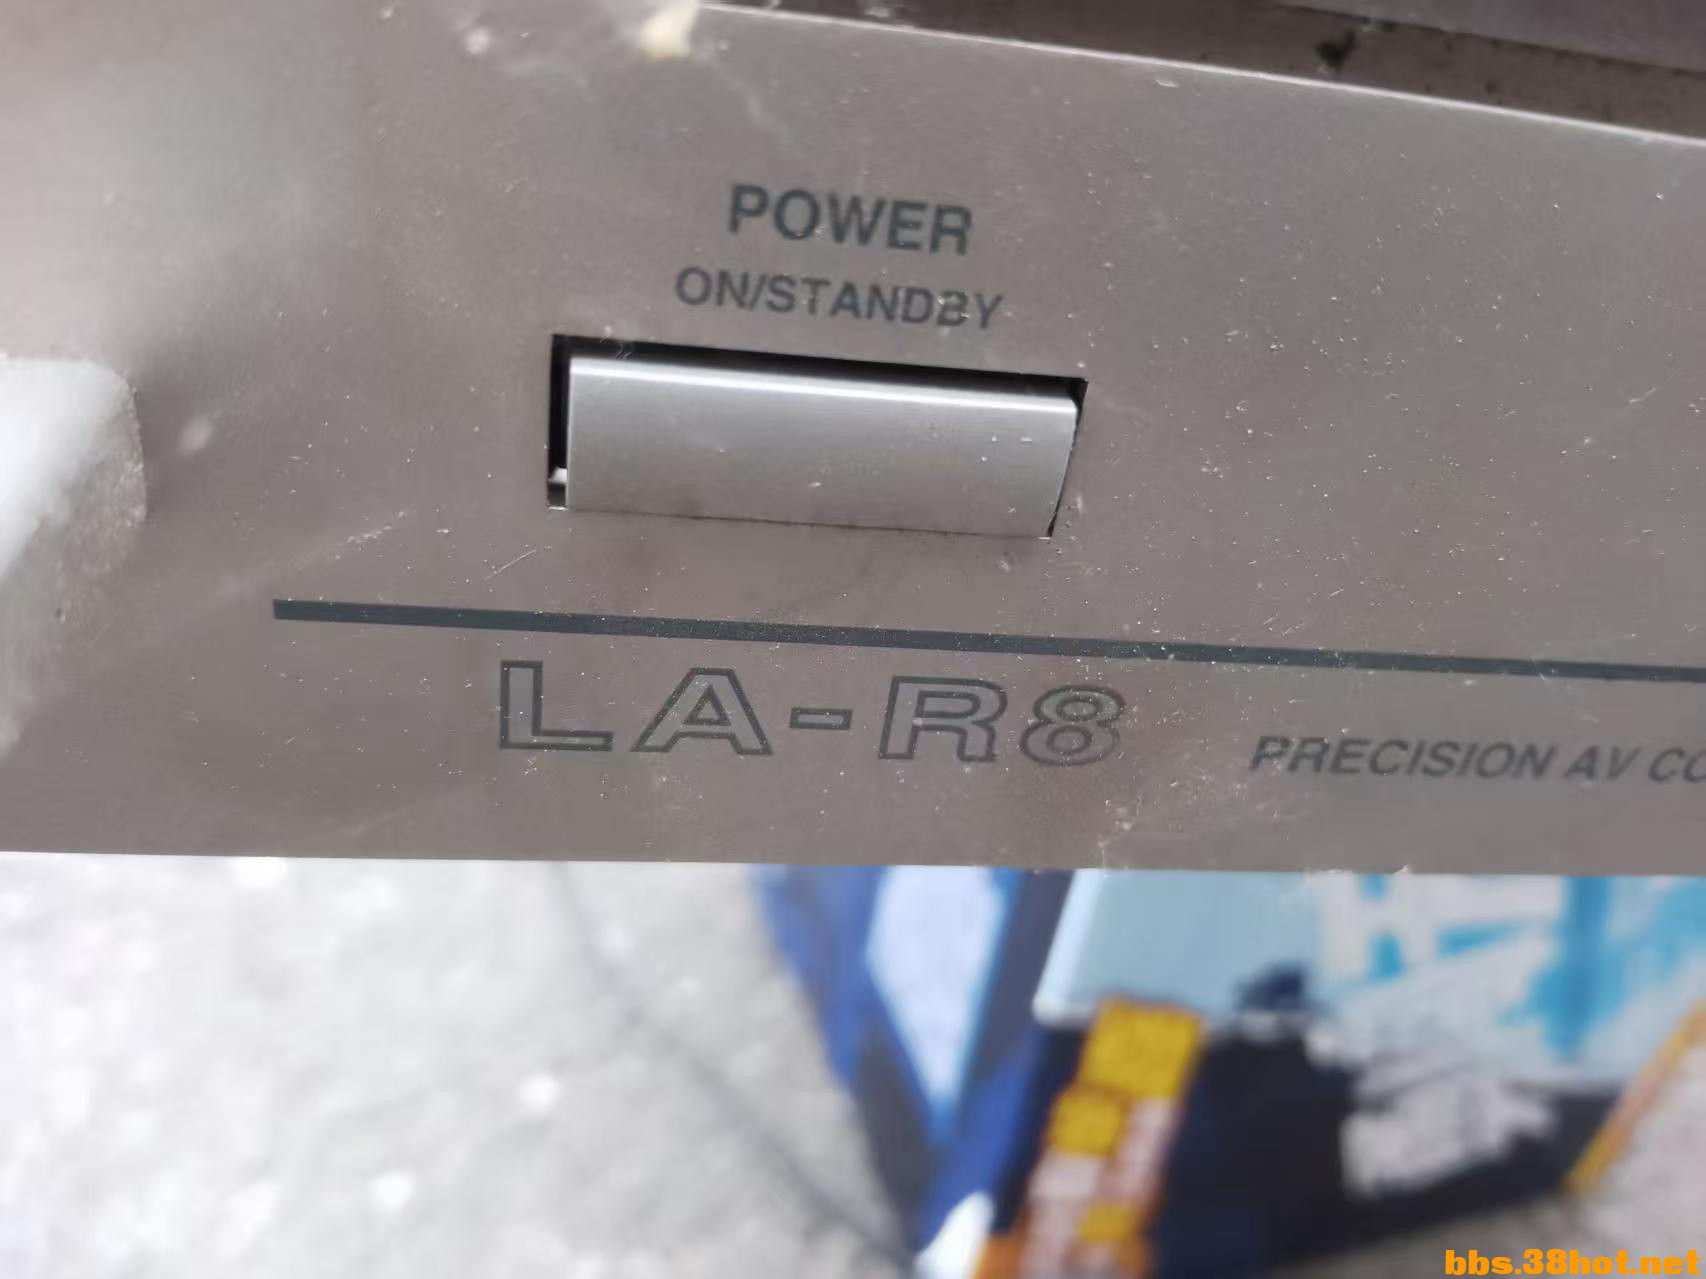 POWER
ON/STANDBY
LA-R8
PRECISION AV CO
bbs.38hot.net